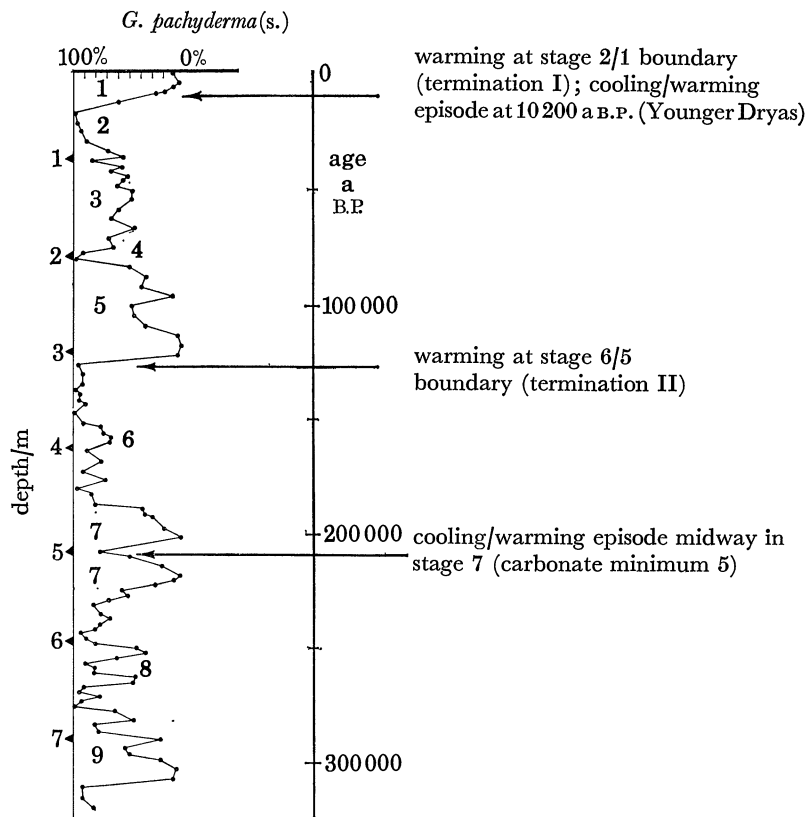 G. pachyderma (s.)
100% 0%
0
warming at stage 2/1 boundary
(termination I); cooling/warming
episode at 10 200 a B.P. (Younger Dryas)
1
2
1
age
a
B.P.
3
4
2
5
100 000
3
warming at stage 6/5
boundary (termination II)
6
4
depth/m
7
200 000
5
cooling/warming episode midway in
stage 7 (carbonate minimum 5)
7
6
8
7
9
300 000